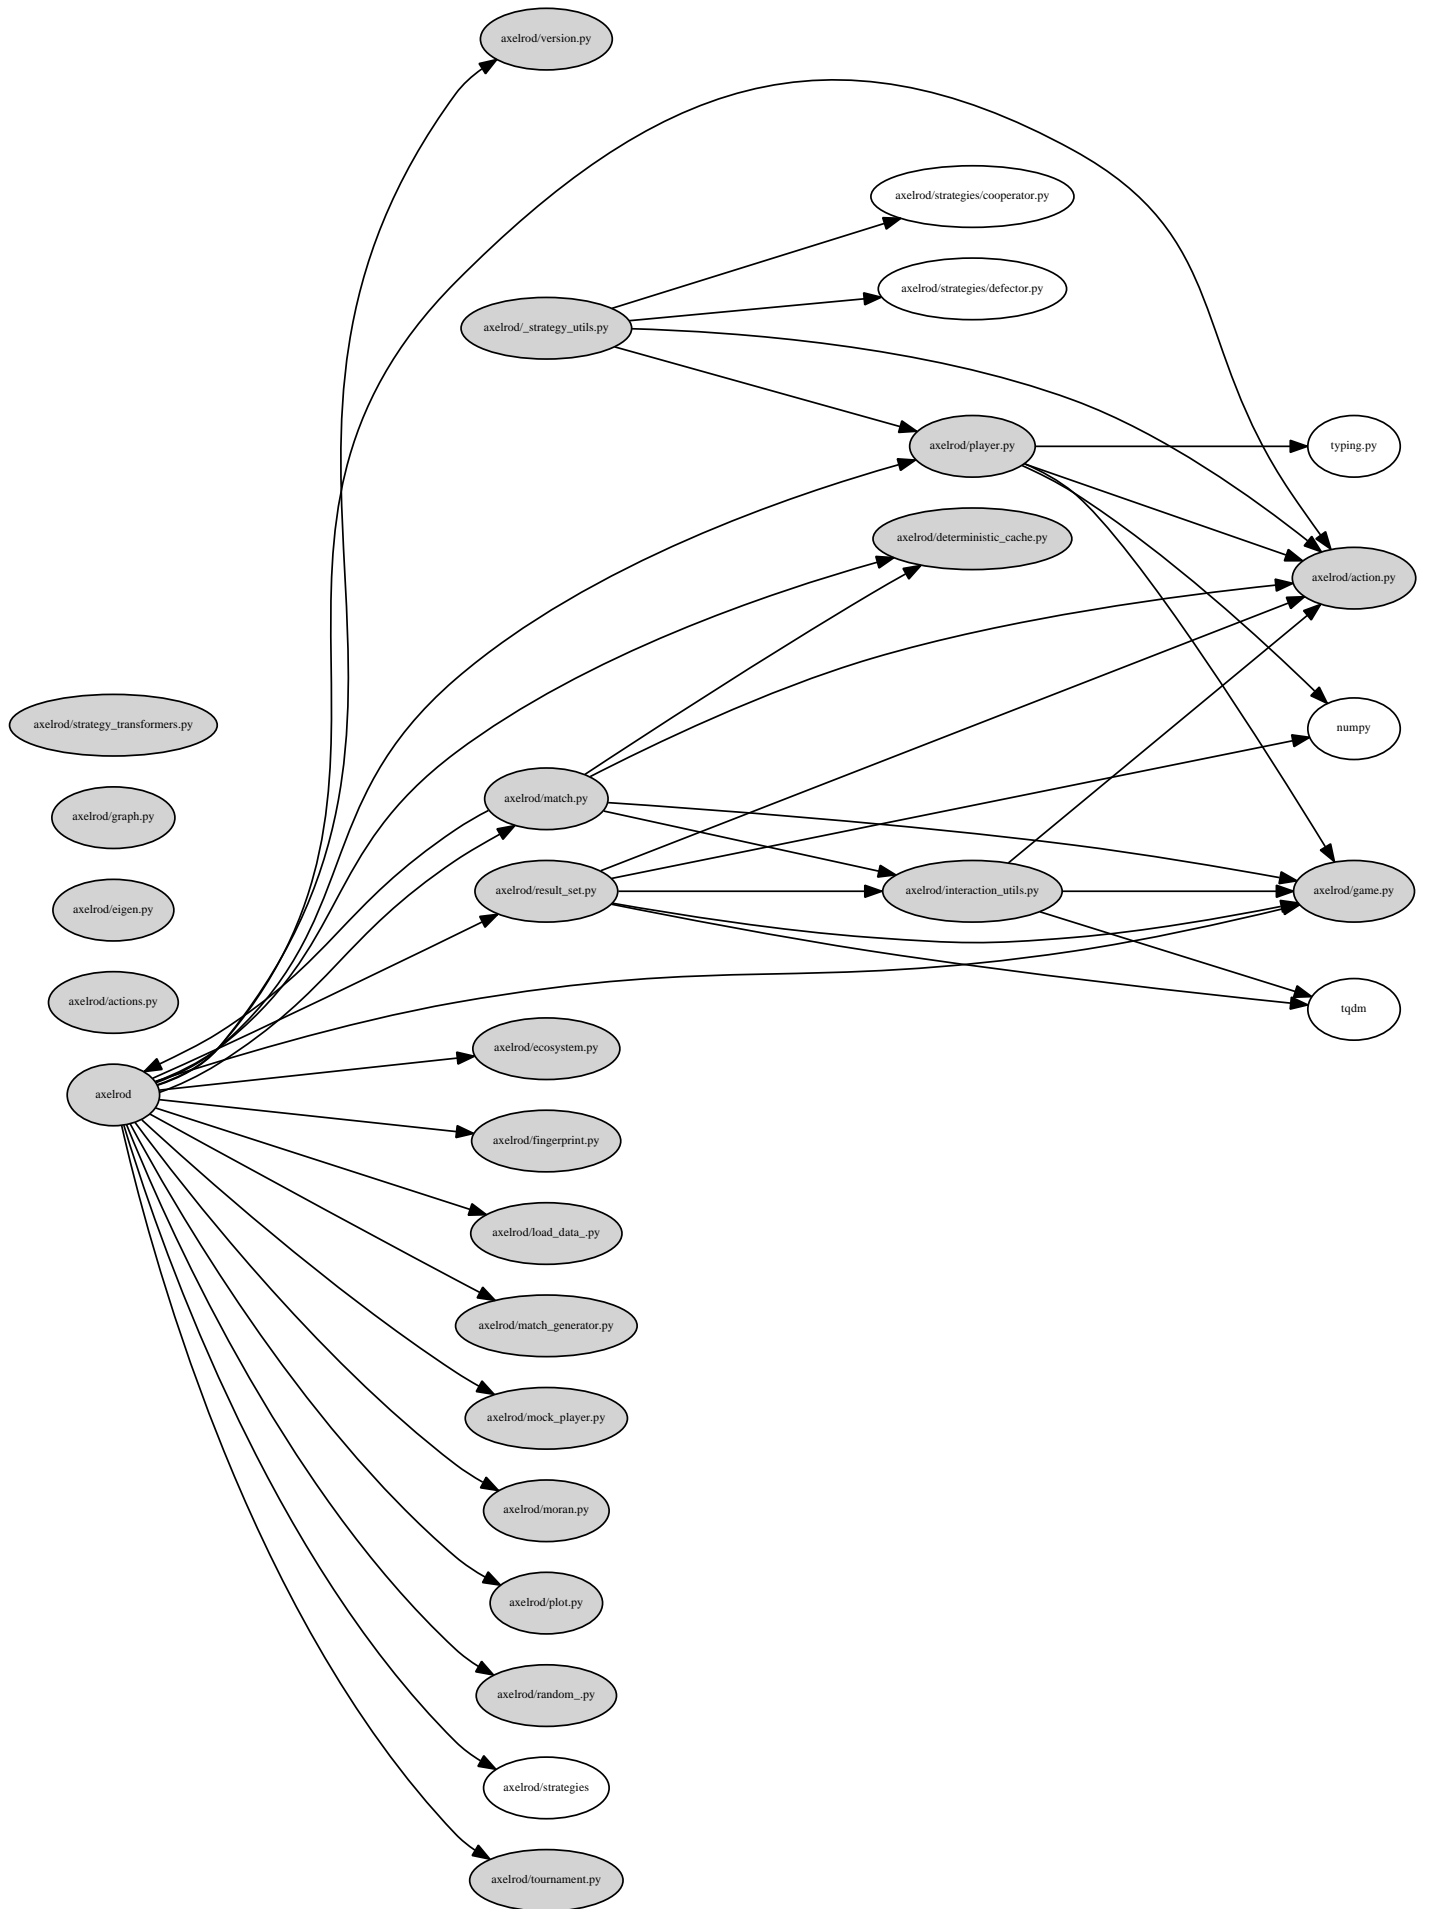 axelrod/version.py
axelrod/strategies/cooperator.py
axelrod/strategies/defector.py
axelrod/_strategy_utils.py
axelrod/player.py
typing.py
axelrod/deterministic_cache.py
axelrod/action.py
axelrod/strategy_transformers.py
numpy
axelrod/match.py
axelrod/graph.py
axelrod/result_set.py
axelrod/interaction_utils.py
axelrod/game.py
axelrod/eigen.py
axelrod/actions.py
tqdm
axelrod/ecosystem.py
axelrod
axelrod/fingerprint.py
axelrod/load_data_.py
axelrod/match_generator.py
axelrod/mock_player.py
axelrod/moran.py
axelrod/plot.py
axelrod/random_.py
axelrod/strategies
axelrod/tournament.py